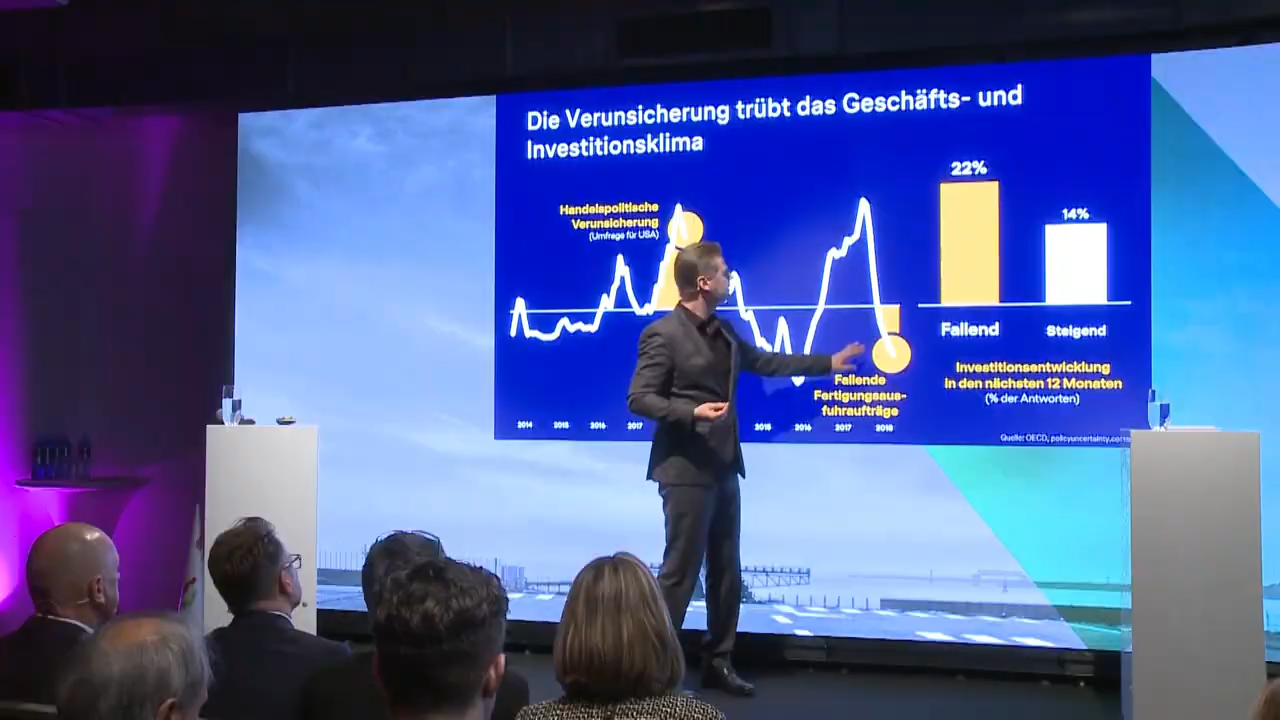 Die Verunsicherung trübt das Geschäfts- und
Investitionsklima
Handelspolitische
Verunsicherung
(Umfrage für USA)
2014
2015
2016
2017
Fallende
Fertigungsaus-
fuhraufträge
2015
2016
2017
2018
22%
14%
Fallend
Steigend
Investitionsentwicklung
in den nächsten 12 Monaten
(% der Antworten)
Quelle: OECD, policyuncertainty.com